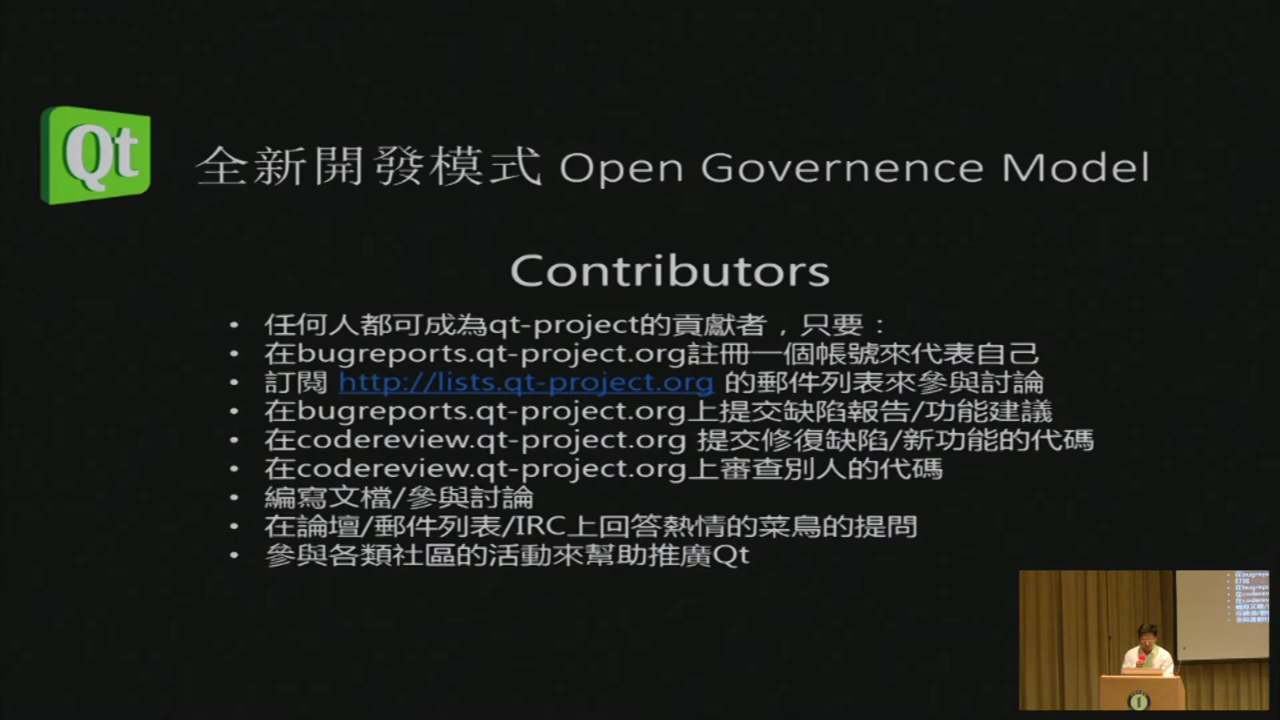 Qt
全新開發模式 Open Governence Model
Contributors
• 任何人都可成為qt-project的貢獻者，只要：
• 在bugreports.qt-project.org註冊一個帳號來代表自己
• 訂閱 http://lists.qt-project.org 的郵件列表來參與討論
• 在bugreports.qt-project.org上提交缺陷報告/功能建議
• 在codereview.qt-project.org 提交修復缺陷/新功能的代碼
• 在codereview.qt-project.org上審查別人的代碼
• 編寫文檔/參與討論
• 在論壇/郵件列表/IRC上回答熱情的菜鳥的提問
• 參與各類社區的活動來幫助推廣Qt